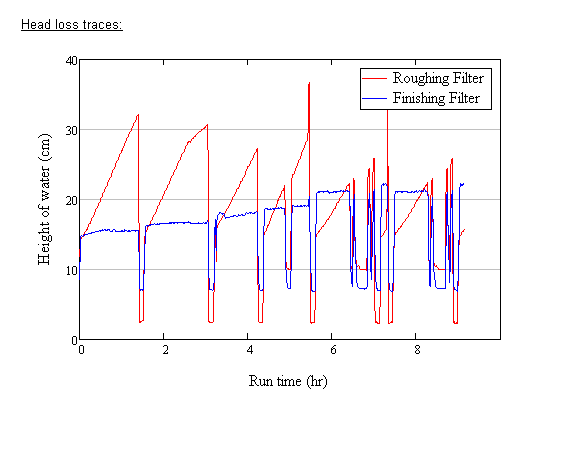 Head loss traces:
40
Roughing Filter
Finishing Filter
30
Height of water (cm)
20
10
0
0 2 4 6 8
Run time (hr)